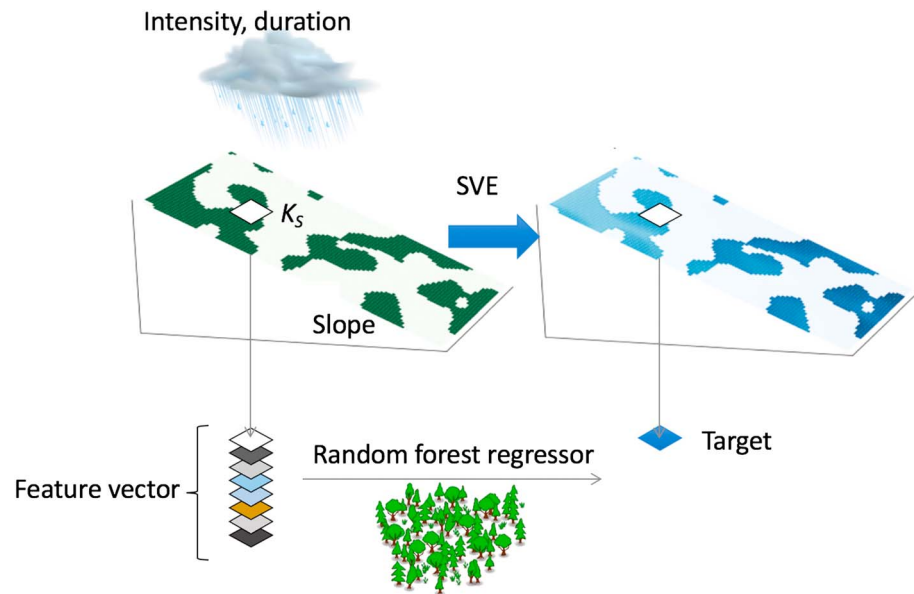 Intensity, duration
SVE
K_S
Slope
Target
Random forest regressor
Feature vector